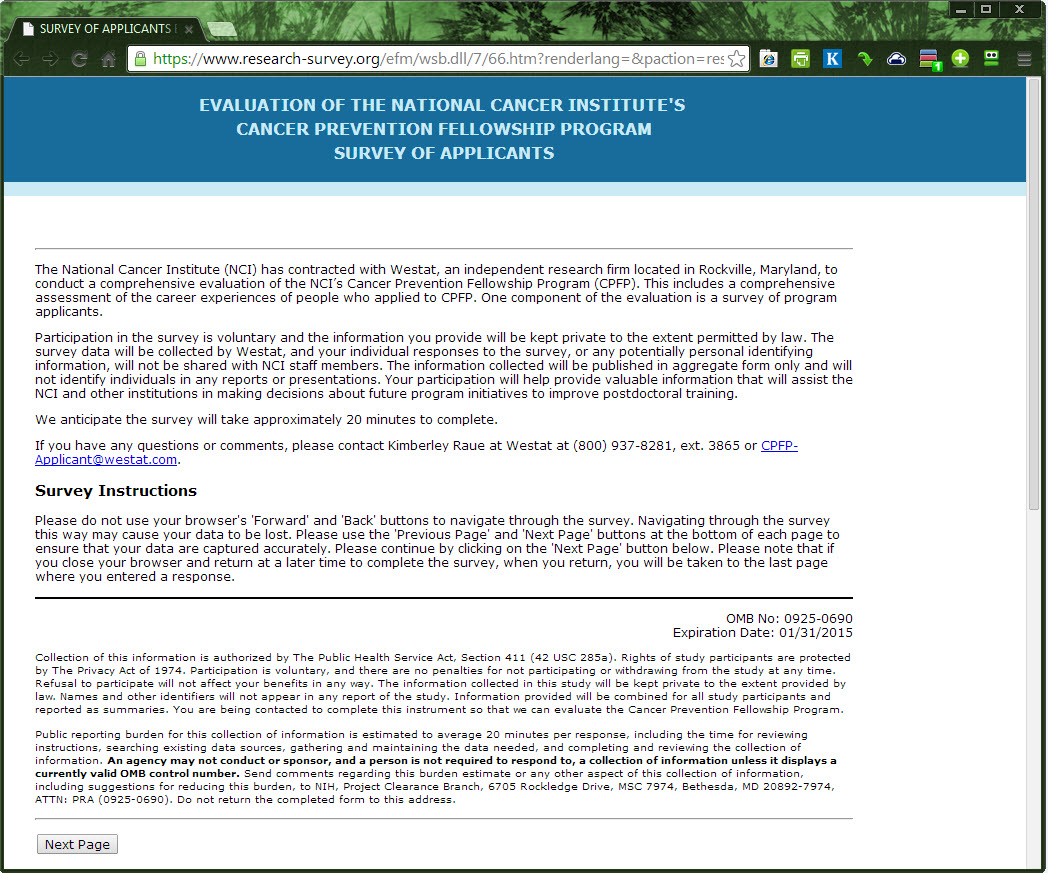 SURVEY OF APPLICANTS
https://www.research-survey.org/efm/wsb.dll/7/66.htm?renderlang=&paction=res
K
1
EVALUATION OF THE NATIONAL CANCER INSTITUTE'S
CANCER PREVENTION FELLOWSHIP PROGRAM
SURVEY OF APPLICANTS
The National Cancer Institute (NCI) has contracted with Westat, an independent research firm located in Rockville, Maryland, to
conduct a comprehensive evaluation of the NCI's Cancer Prevention Fellowship Program (CPFP). This includes a comprehensive
assessment of the career experiences of people who applied to CPFP. One component of the evaluation is a survey of program
applicants.
Participation in the survey is voluntary and the information you provide will be kept private to the extent permitted by law. The
survey data will be collected by Westat, and your individual responses to the survey, or any potentially personal identifying
information, will not be shared with NCI staff members. The information collected will be published in aggregate form only and will
not identify individuals in any reports or presentations. Your participation will help provide valuable information that will assist the
NCI and other institutions in making decisions about future program initiatives to improve postdoctoral training.
We anticipate the survey will take approximately 20 minutes to complete.
If you have any questions or comments, please contact Kimberley Raue at Westat at (800) 937-8281, ext. 3865 or CPFP-
Applicant@westat.com.
Survey Instructions
Please do not use your browser's 'Forward' and 'Back' buttons to navigate through the survey. Navigating through the survey
this way may cause your data to be lost. Please use the 'Previous Page' and 'Next Page' buttons at the bottom of each page to
ensure that your data are captured accurately. Please continue by clicking on the 'Next Page' button below. Please note that if
you close your browser and return at a later time to complete the survey, when you return, you will be taken to the last page
where you entered a response.
OMB No: 0925-0690
Expiration Date: 01/31/2015
Collection of this information is authorized by The Public Health Service Act, Section 411 (42 USC 285a). Rights of study participants are protected
by The Privacy Act of 1974. Participation is voluntary, and there are no penalties for not participating or withdrawing from the study at any time.
Refusal to participate will not affect your benefits in any way. The information collected in this study will be kept private to the extent provided by
law. Names and other identifiers will not appear in any report of the study. Information provided will be combined for all study participants and
reported as summaries. You are being contacted to complete this instrument so that we can evaluate the Cancer Prevention Fellowship Program.
Public reporting burden for this collection of information is estimated to average 20 minutes per response, including the time for reviewing
instructions, searching existing data sources, gathering and maintaining the data needed, and completing and reviewing the collection of
information. An agency may not conduct or sponsor, and a person is not required to respond to, a collection of information unless it displays a
currently valid OMB control number. Send comments regarding this burden estimate or any other aspect of this collection of information,
including suggestions for reducing this burden, to NIH, Project Clearance Branch, 6705 Rockledge Drive, MSC 7974, Bethesda, MD 20892-7974,
ATTN: PRA (0925-0690). Do not return the completed form to this address.
Next Page